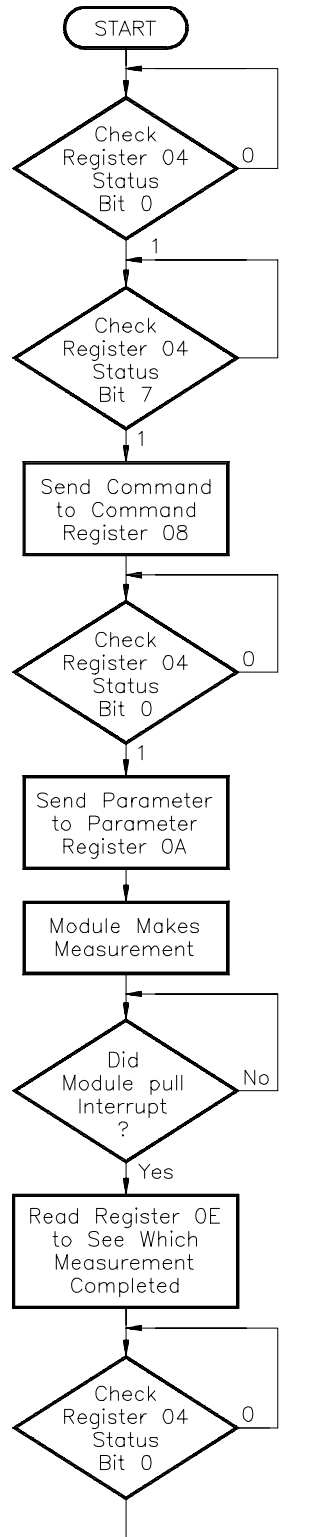 START
Check
Register 04
Status
Bit 0
0
1
Check
Register 04
Status
Bit 7
1
Send Command
to Command
Register 08
Check
Register 04
Status
Bit 0
0
1
Send Parameter
to Parameter
Register 0A
Module Makes
Measurement
Did
Module pull
Interrupt
?
No
Yes
Read Register 0E
to See Which
Measurement
Completed
Check
Register 04
Status
Bit 0
0